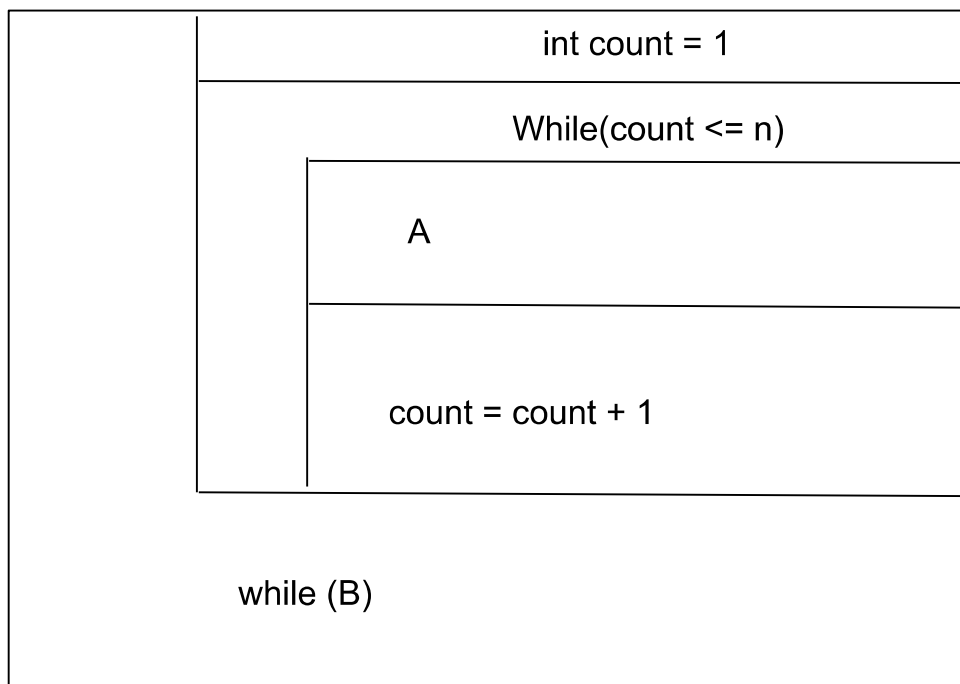 int count = 1
While(count <= n)
A
count = count + 1
while (B)